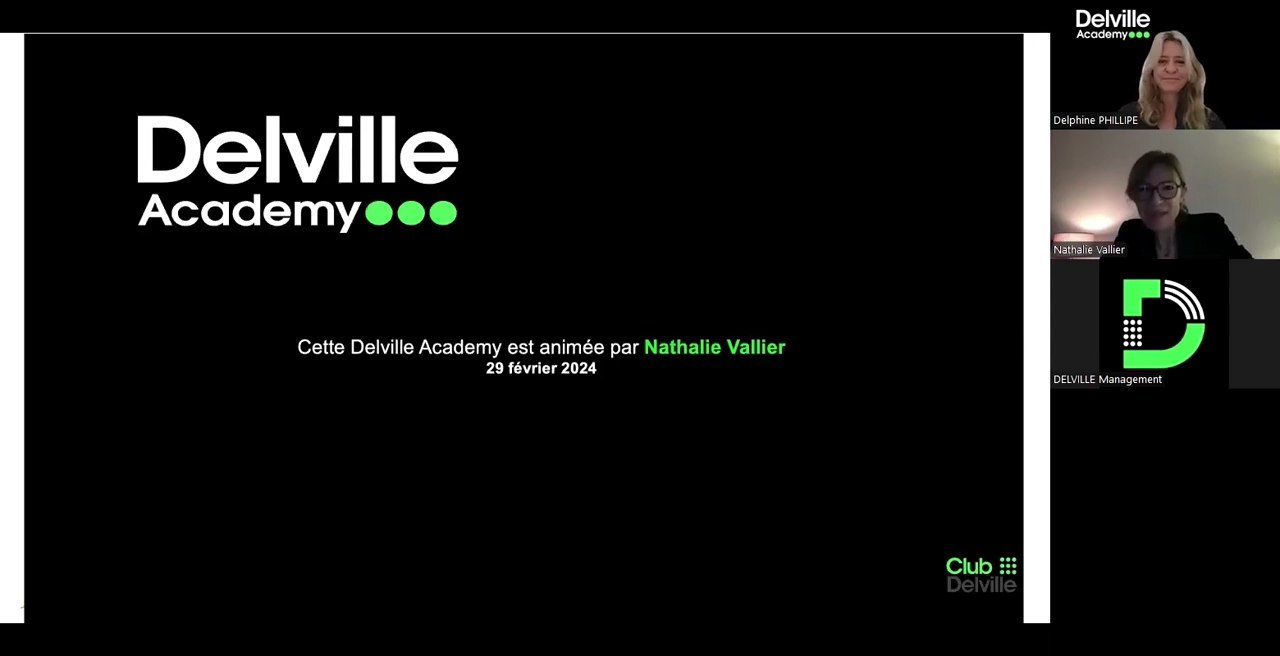 Delville
Academy
Cette Delville Academy est animée par Nathalie Vallier
29 février 2024
Club
Delville
Delville
Academy
Delphine PHILLIPE
Nathalie Vallier
DELVILLE Management